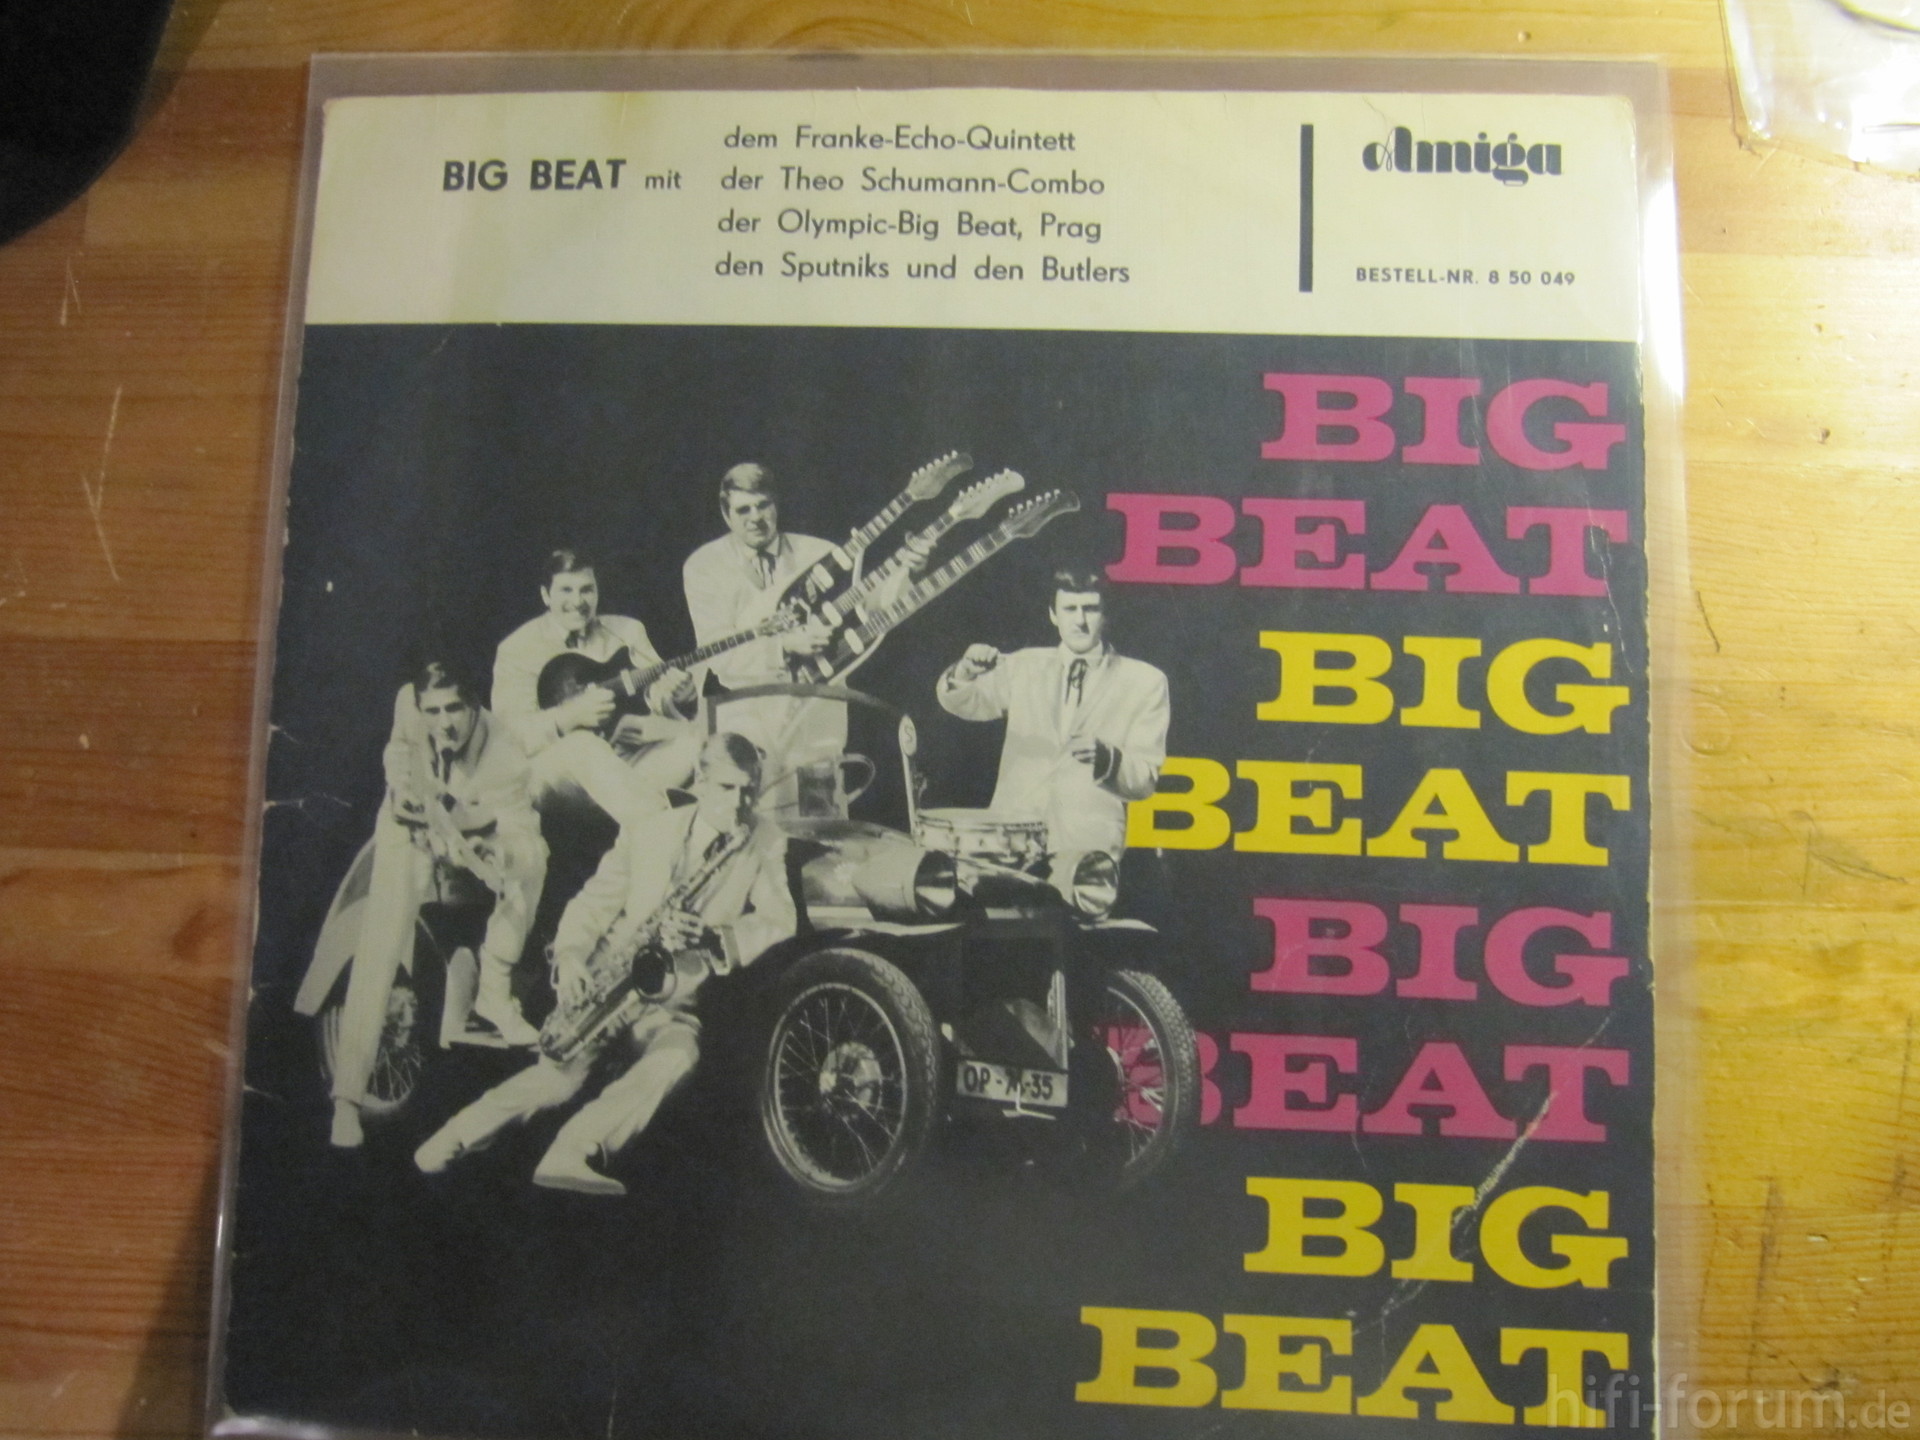 dem Franke-Echo-Quintett
BIG BEAT mit der Theo Schumann-Combo
der Olympic-Big Beat, Prag
den Sputniks und den Butlers
Amiga
BESTELL-NR. 8 50 049
BIG
BEAT
BIG
BEAT
BIG
BEAT
BIG
BEAT
S
hifi-forum.de